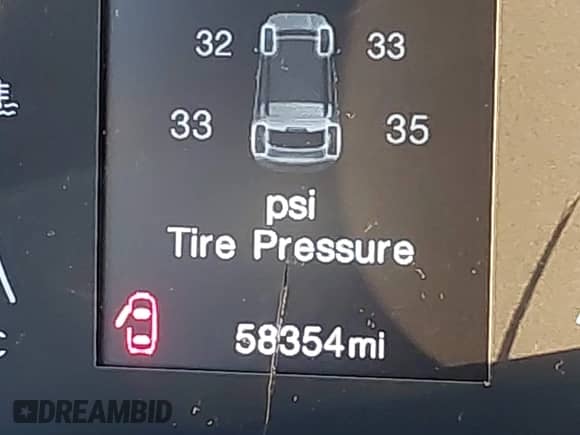 32 33
33 35
psi
Tire Pressure
58354mi
C
DREAMBID